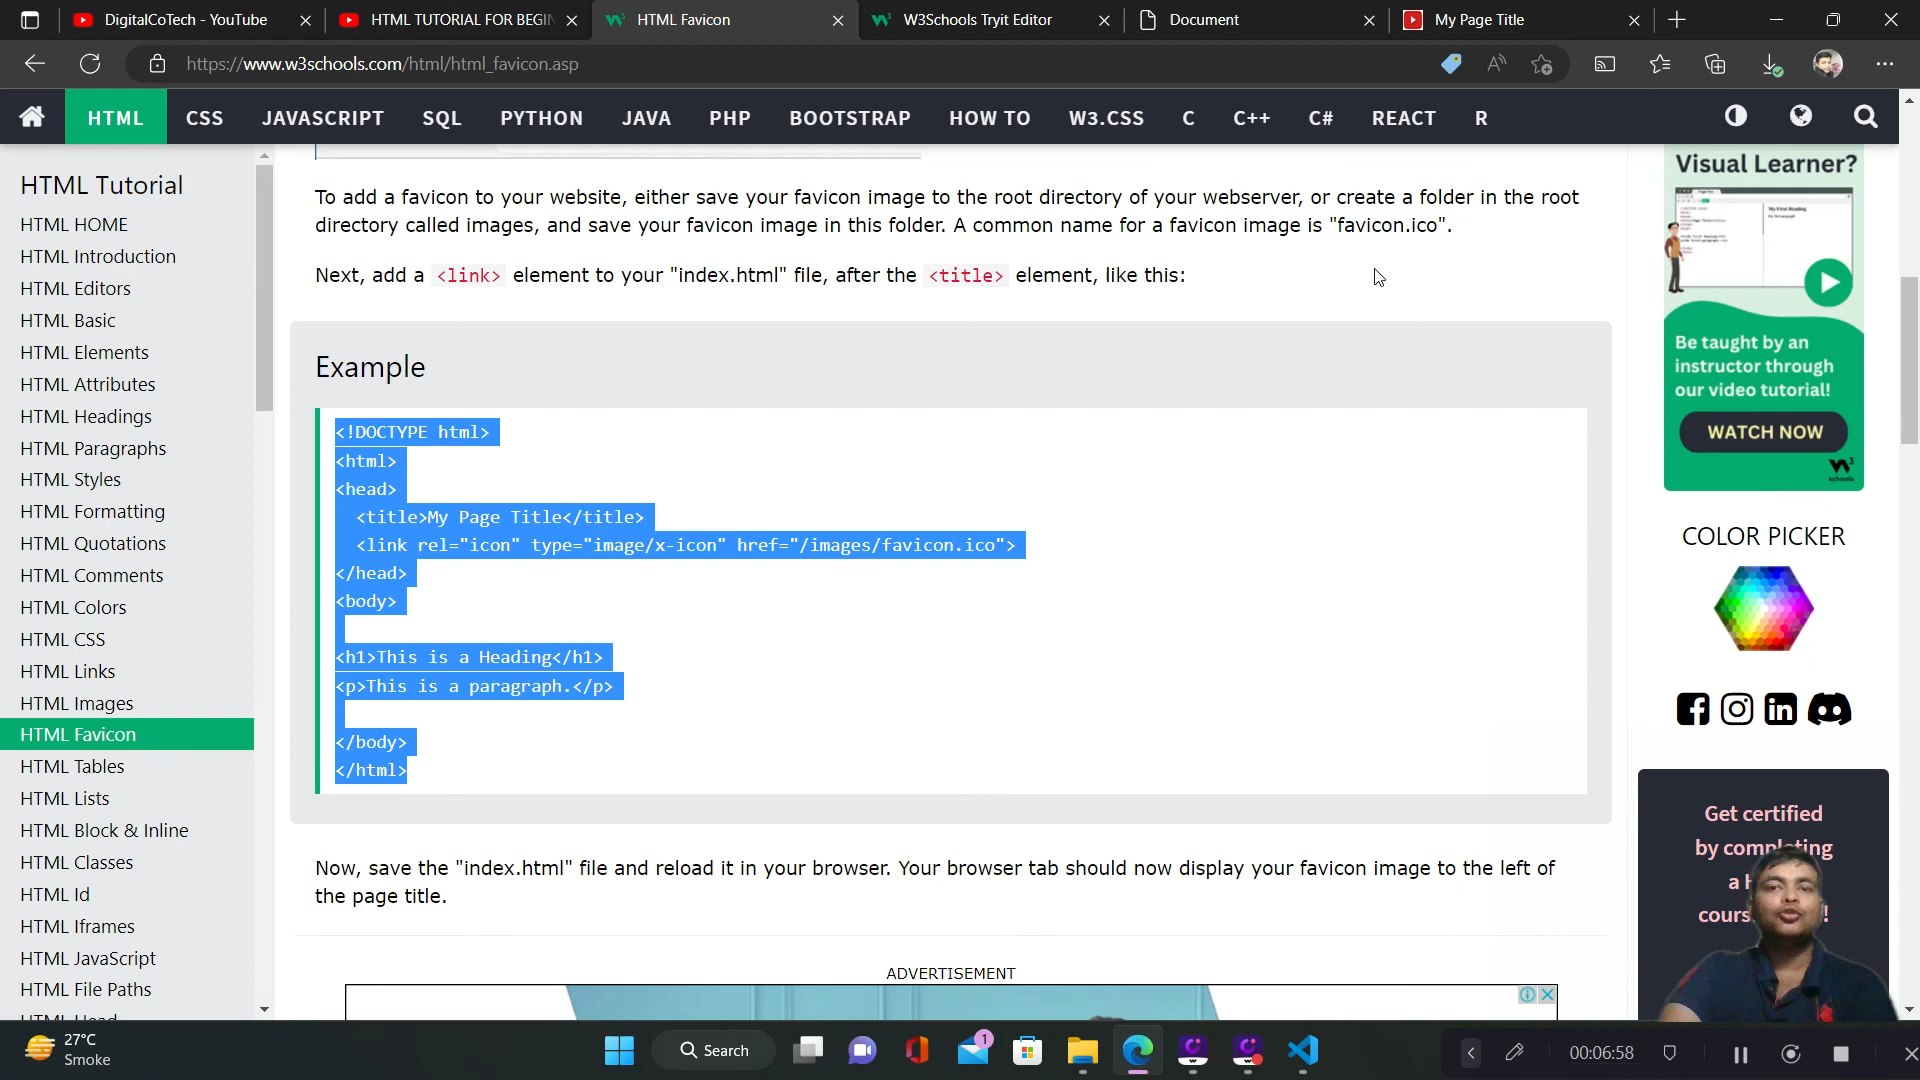 DigitalCoTech - YouTube
HTML TUTORIAL FOR BEGIN
HTML Favicon
W3Schools Tryit Editor
Document
My Page Title
https://www.w3schools.com/html/html_favicon.asp
HTML CSS JAVASCRIPT SQL PYTHON JAVA PHP BOOTSTRAP HOW TO W3.CSS C C++ C# REACT R
HTML Tutorial
HTML HOME
HTML Introduction
HTML Editors
HTML Basic
HTML Elements
HTML Attributes
HTML Headings
HTML Paragraphs
HTML Styles
HTML Formatting
HTML Quotations
HTML Comments
HTML Colors
HTML CSS
HTML Links
HTML Images
HTML Favicon
HTML Tables
HTML Lists
HTML Block & Inline
HTML Classes
HTML Id
HTML Iframes
HTML JavaScript
HTML File Paths
HTML Head
To add a favicon to your website, either save your favicon image to the root directory of your webserver, or create a folder in the root
directory called images, and save your favicon image in this folder. A common name for a favicon image is "favicon.ico".
Next, add a <link> element to your "index.html" file, after the <title> element, like this:
Example
<!DOCTYPE html>
<html>
<head>
<title>My Page Title</title>
<link rel="icon" type="image/x-icon" href="/images/favicon.ico">
</head>
<body>
<h1>This is a Heading</h1>
<p>This is a paragraph.</p>
</body>
</html>
Now, save the "index.html" file and reload it in your browser. Your browser tab should now display your favicon image to the left of
the page title.
ADVERTISEMENT
Visual Learner?
Be taught by an
instructor through
our video tutorial!
WATCH NOW
schools
COLOR PICKER
Get certified
by completing
a H
cours !
27°C
Smoke
Search
1
00:06:58